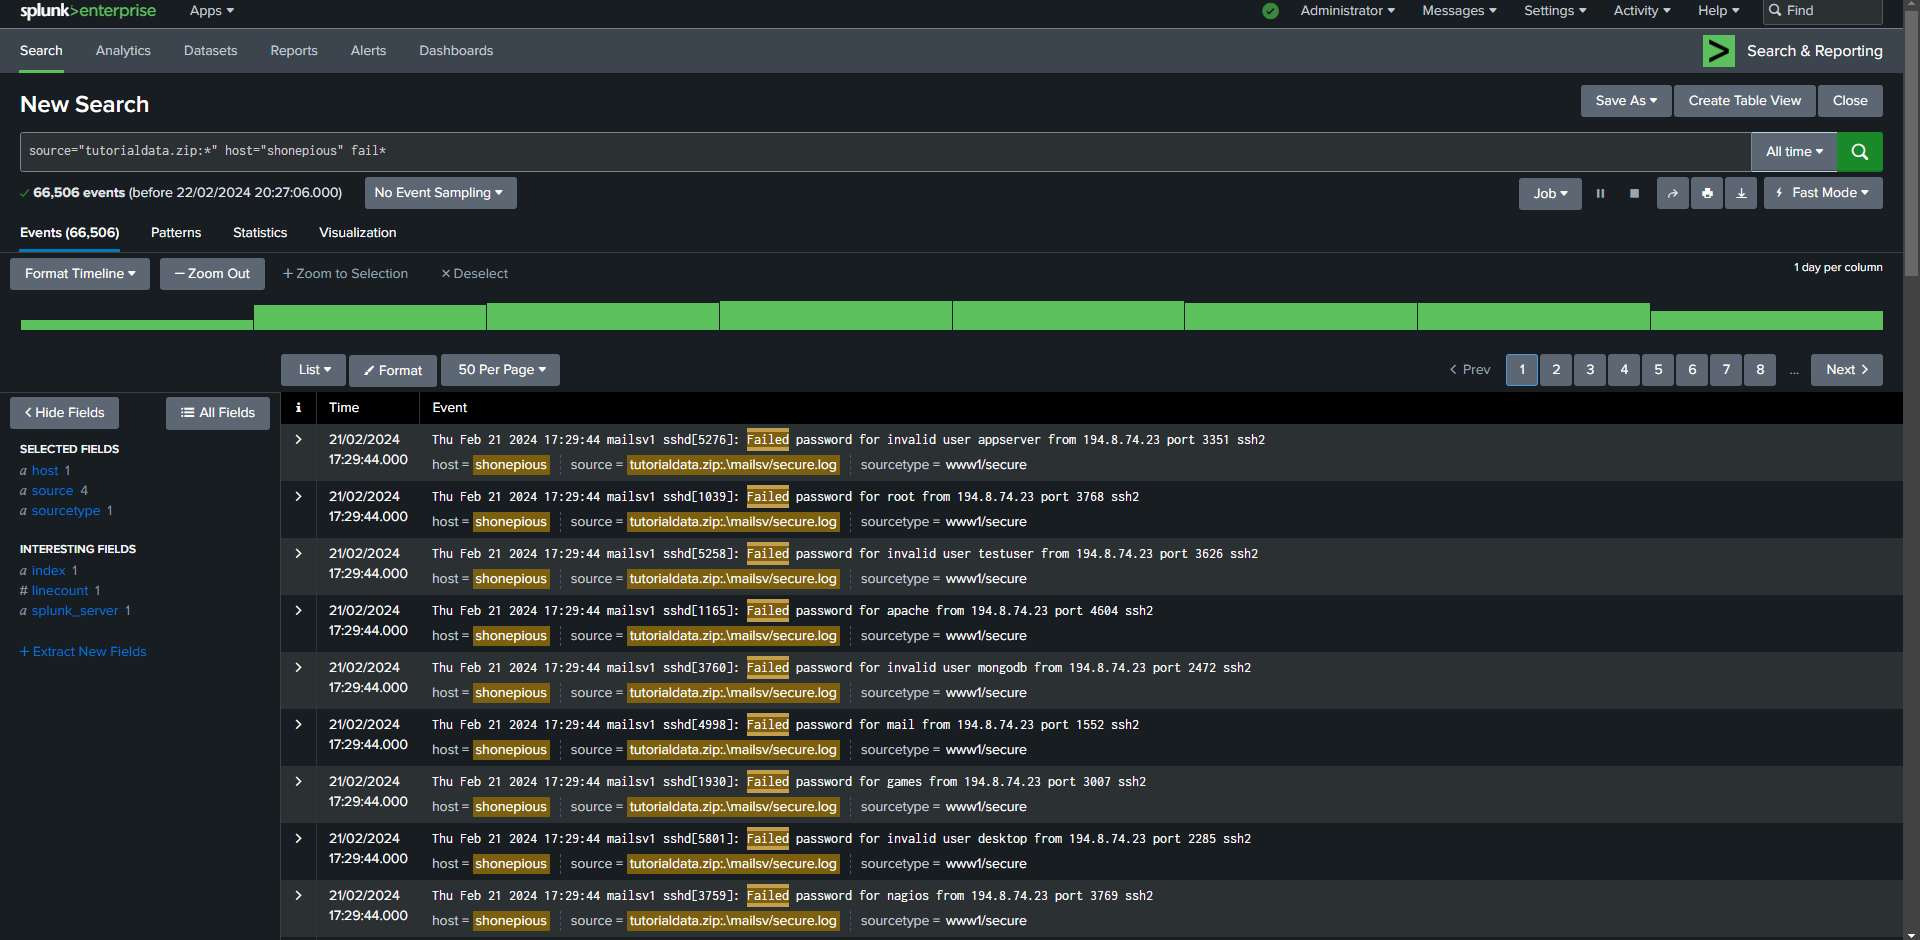 splunk>enterprise Apps ▾ Administrator ▾ Messages ▾ Settings ▾ Activity ▾ Help ▾ Find
Search Analytics Datasets Reports Alerts Dashboards > Search & Reporting
New Search Save As ▾ Create Table View Close
source="tutorialdata.zip:*" host="shonepious" fail* All time ▾
✓ 66,506 events (before 22/02/2024 20:27:06.000) No Event Sampling ▾ Job ▾ Fast Mode ▾
Events (66,506) Patterns Statistics Visualization
Format Timeline ▾ — Zoom Out + Zoom to Selection × Deselect 1 day per column
List ▾ Format 50 Per Page ▾ < Prev 1 2 3 4 5 6 7 8 ... Next >
< Hide Fields All Fields
SELECTED FIELDS
a host 1
a source 4
a sourcetype 1
INTERESTING FIELDS
a index 1
# linecount 1
a splunk_server 1
+ Extract New Fields
i Time Event
> 21/02/2024 Thu Feb 21 2024 17:29:44 mailsv1 sshd[5276]: Failed password for invalid user appserver from 194.8.74.23 port 3351 ssh2
17:29:44.000 host = shonepious source = tutorialdata.zip:.\mailsv/secure.log sourcetype = www1/secure
> 21/02/2024 Thu Feb 21 2024 17:29:44 mailsv1 sshd[1039]: Failed password for root from 194.8.74.23 port 3768 ssh2
17:29:44.000 host = shonepious source = tutorialdata.zip:.\mailsv/secure.log sourcetype = www1/secure
> 21/02/2024 Thu Feb 21 2024 17:29:44 mailsv1 sshd[5258]: Failed password for invalid user testuser from 194.8.74.23 port 3626 ssh2
17:29:44.000 host = shonepious source = tutorialdata.zip:.\mailsv/secure.log sourcetype = www1/secure
> 21/02/2024 Thu Feb 21 2024 17:29:44 mailsv1 sshd[1165]: Failed password for apache from 194.8.74.23 port 4604 ssh2
17:29:44.000 host = shonepious source = tutorialdata.zip:.\mailsv/secure.log sourcetype = www1/secure
> 21/02/2024 Thu Feb 21 2024 17:29:44 mailsv1 sshd[3760]: Failed password for invalid user mongodb from 194.8.74.23 port 2472 ssh2
17:29:44.000 host = shonepious source = tutorialdata.zip:.\mailsv/secure.log sourcetype = www1/secure
> 21/02/2024 Thu Feb 21 2024 17:29:44 mailsv1 sshd[4998]: Failed password for mail from 194.8.74.23 port 1552 ssh2
17:29:44.000 host = shonepious source = tutorialdata.zip:.\mailsv/secure.log sourcetype = www1/secure
> 21/02/2024 Thu Feb 21 2024 17:29:44 mailsv1 sshd[1930]: Failed password for games from 194.8.74.23 port 3007 ssh2
17:29:44.000 host = shonepious source = tutorialdata.zip:.\mailsv/secure.log sourcetype = www1/secure
> 21/02/2024 Thu Feb 21 2024 17:29:44 mailsv1 sshd[5801]: Failed password for invalid user desktop from 194.8.74.23 port 2285 ssh2
17:29:44.000 host = shonepious source = tutorialdata.zip:.\mailsv/secure.log sourcetype = www1/secure
> 21/02/2024 Thu Feb 21 2024 17:29:44 mailsv1 sshd[3759]: Failed password for nagios from 194.8.74.23 port 3769 ssh2
17:29:44.000 host = shonepious source = tutorialdata.zip:.\mailsv/secure.log sourcetype = www1/secure